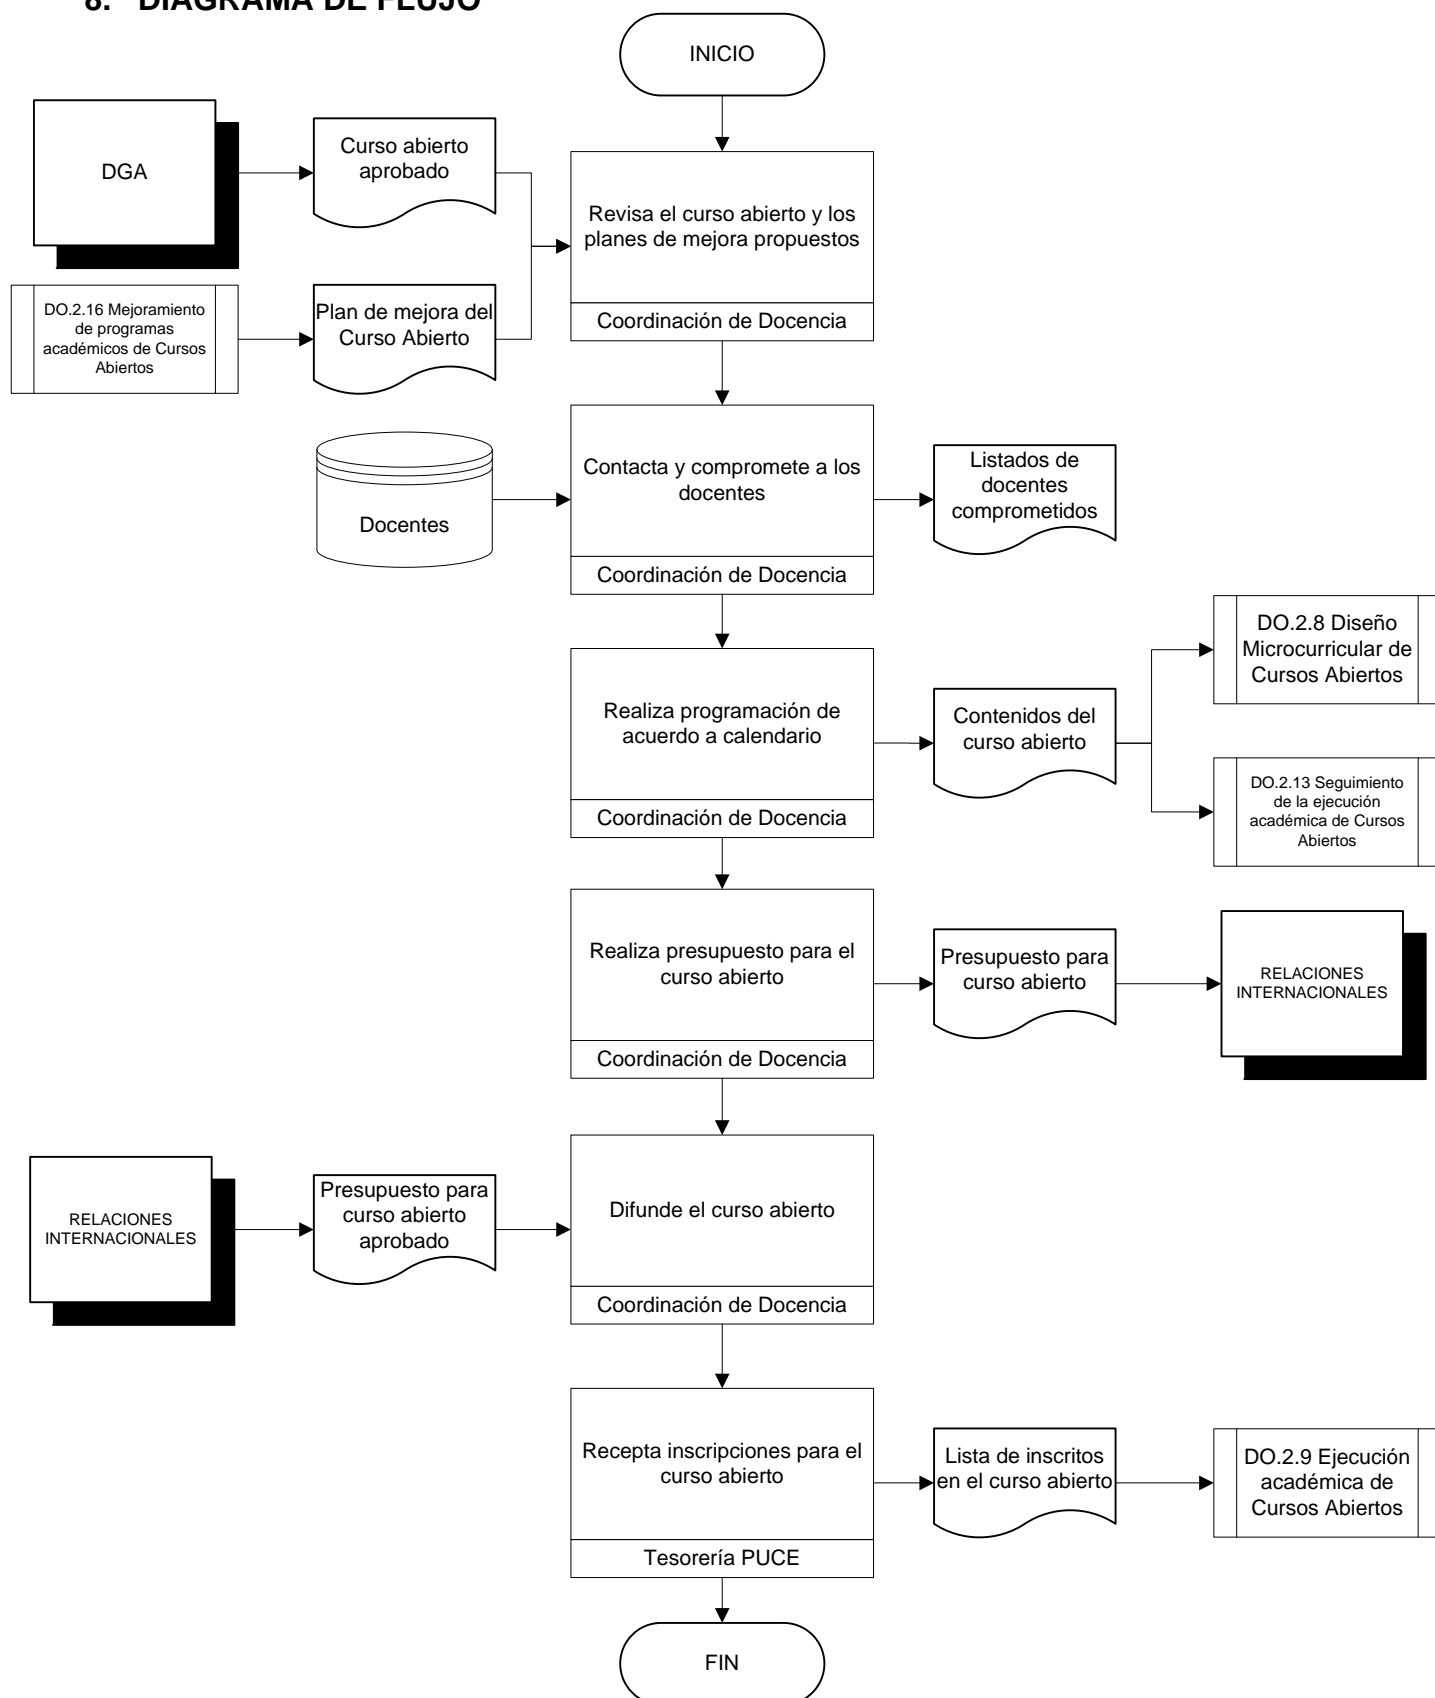 8. DIAGRAMA DE FLUJO
INICIO
DGA
Curso abierto
aprobado
Revisa el curso abierto y los
planes de mejora propuestos
Coordinación de Docencia
DO.2.16 Mejoramiento
de programas
académicos de Cursos
Abiertos
Plan de mejora del
Curso Abierto
Docentes
Contacta y compromete a los
docentes
Coordinación de Docencia
Listados de
docentes
comprometidos
Realiza programación de
acuerdo a calendario
Coordinación de Docencia
Contenidos del
curso abierto
DO.2.8 Diseño
Microcurricular de
Cursos Abiertos
DO.2.13 Seguimiento
de la ejecución
académica de Cursos
Abiertos
Realiza presupuesto para el
curso abierto
Coordinación de Docencia
Presupuesto para
curso abierto
RELACIONES
INTERNACIONALES
RELACIONES
INTERNACIONALES
Presupuesto para
curso abierto
aprobado
Difunde el curso abierto
Coordinación de Docencia
Recepta inscripciones para el
curso abierto
Tesorería PUCE
Lista de inscritos
en el curso abierto
DO.2.9 Ejecución
académica de
Cursos Abiertos
FIN